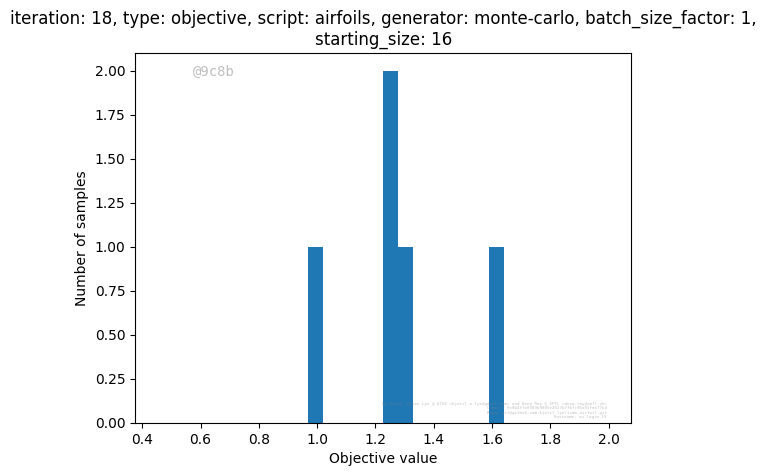 iteration: 18, type: objective, script: airfoils, generator: monte-carlo, batch_size_factor: 1,
starting_size: 16
@9c8b
2.00
1.75
1.50
1.25
1.00
0.75
0.50
0.25
0.00
Number of samples
0.4 0.6 0.8 1.0 1.2 1.4 1.6 1.8 2.0
Objective value